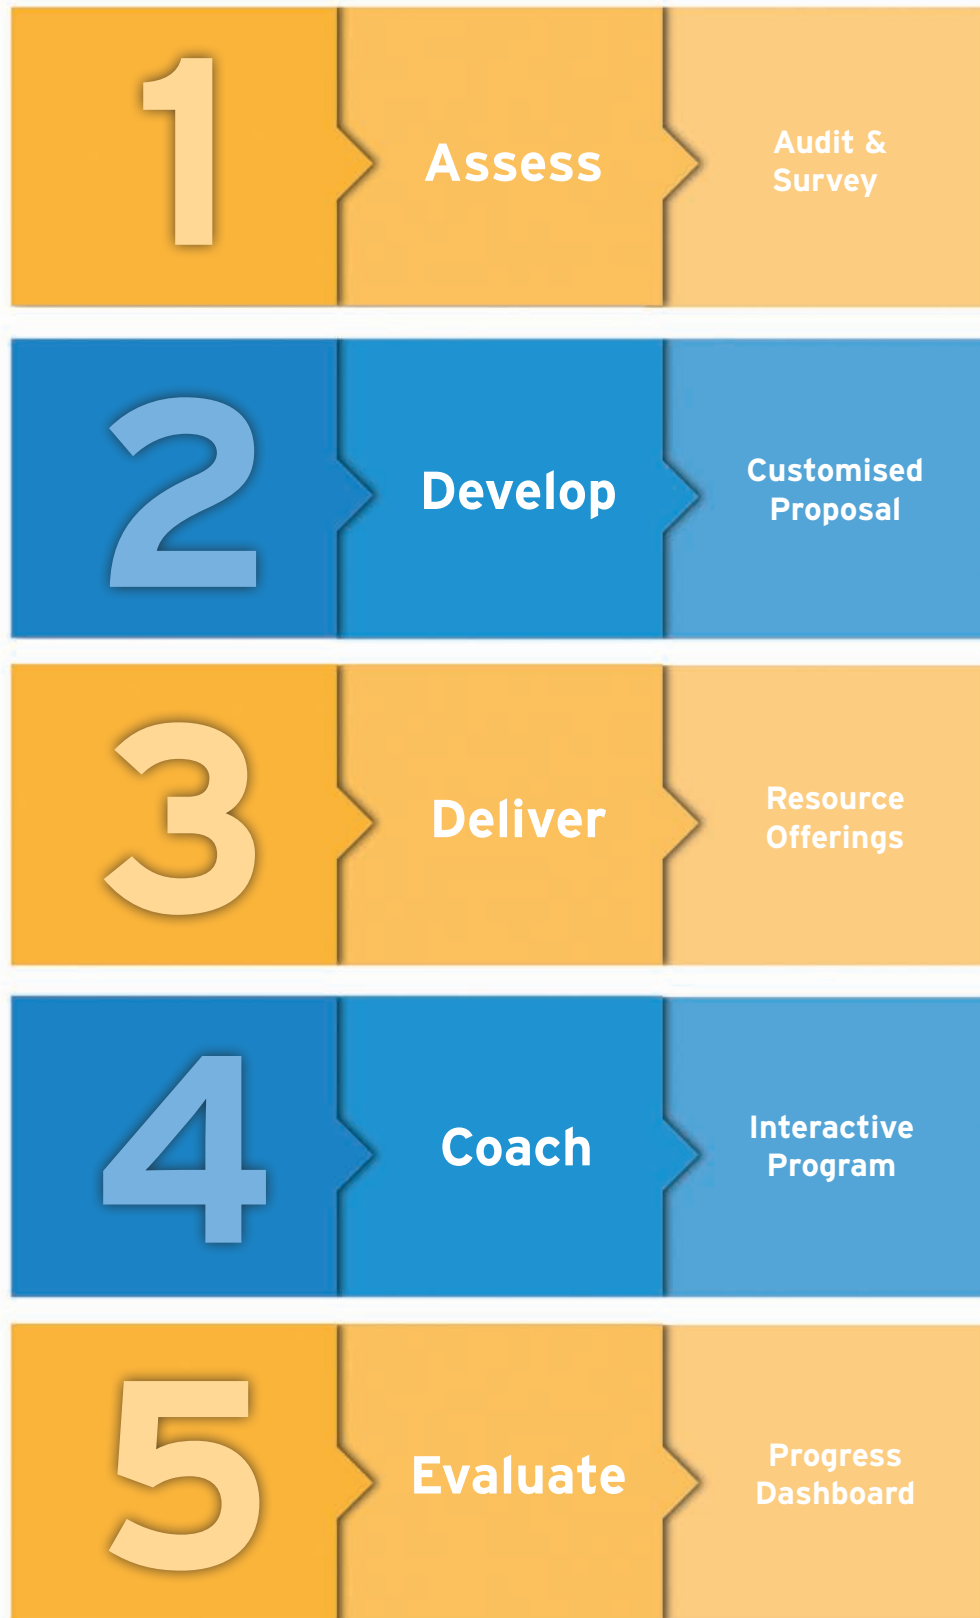 1
Assess
Audit &
Survey
2
Develop
Customised
Proposal
3
Deliver
Resource
Offerings
4
Coach
Interactive
Program
5
Evaluate
Progress
Dashboard